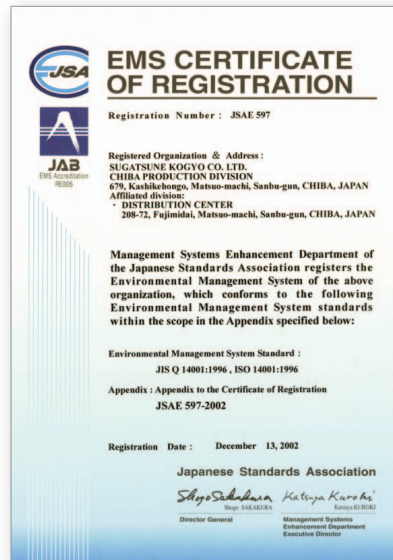 JSA
EMS CERTIFICATE
OF REGISTRATION
JAB
EMS Accreditation
RE005
Registration Number : JSAE 597
Registered Organization & Address :
SUGATSUNE KOGYO CO. LTD.
CHIBA PRODUCTION DIVISION
679, Kashikehongo, Matsuo-machi, Sanbu-gun, CHIBA, JAPAN
Affiliated division:
・ DISTRIBUTION CENTER
208-72, Fujimidai, Matsuo-machi, Sanbu-gun, CHIBA, JAPAN
Management Systems Enhancement Department of
the Japanese Standards Association registers the
Environmental Management System of the above
organization, which conforms to the following
Environmental Management System standards
within the scope in the Appendix specified below:
Environmental Management System Standard :
JIS Q 14001:1996 , ISO 14001:1996
Appendix : Appendix to the Certificate of Registration
JSAE 597-2002
Registration Date : December 13, 2002
Japanese Standards Association
Shogo Sakakura Katsuya Kuroki
Shogo SAKAKURA Katsuya KUROKI
Director General
Management Systems
Enhancement Department
Executive Director